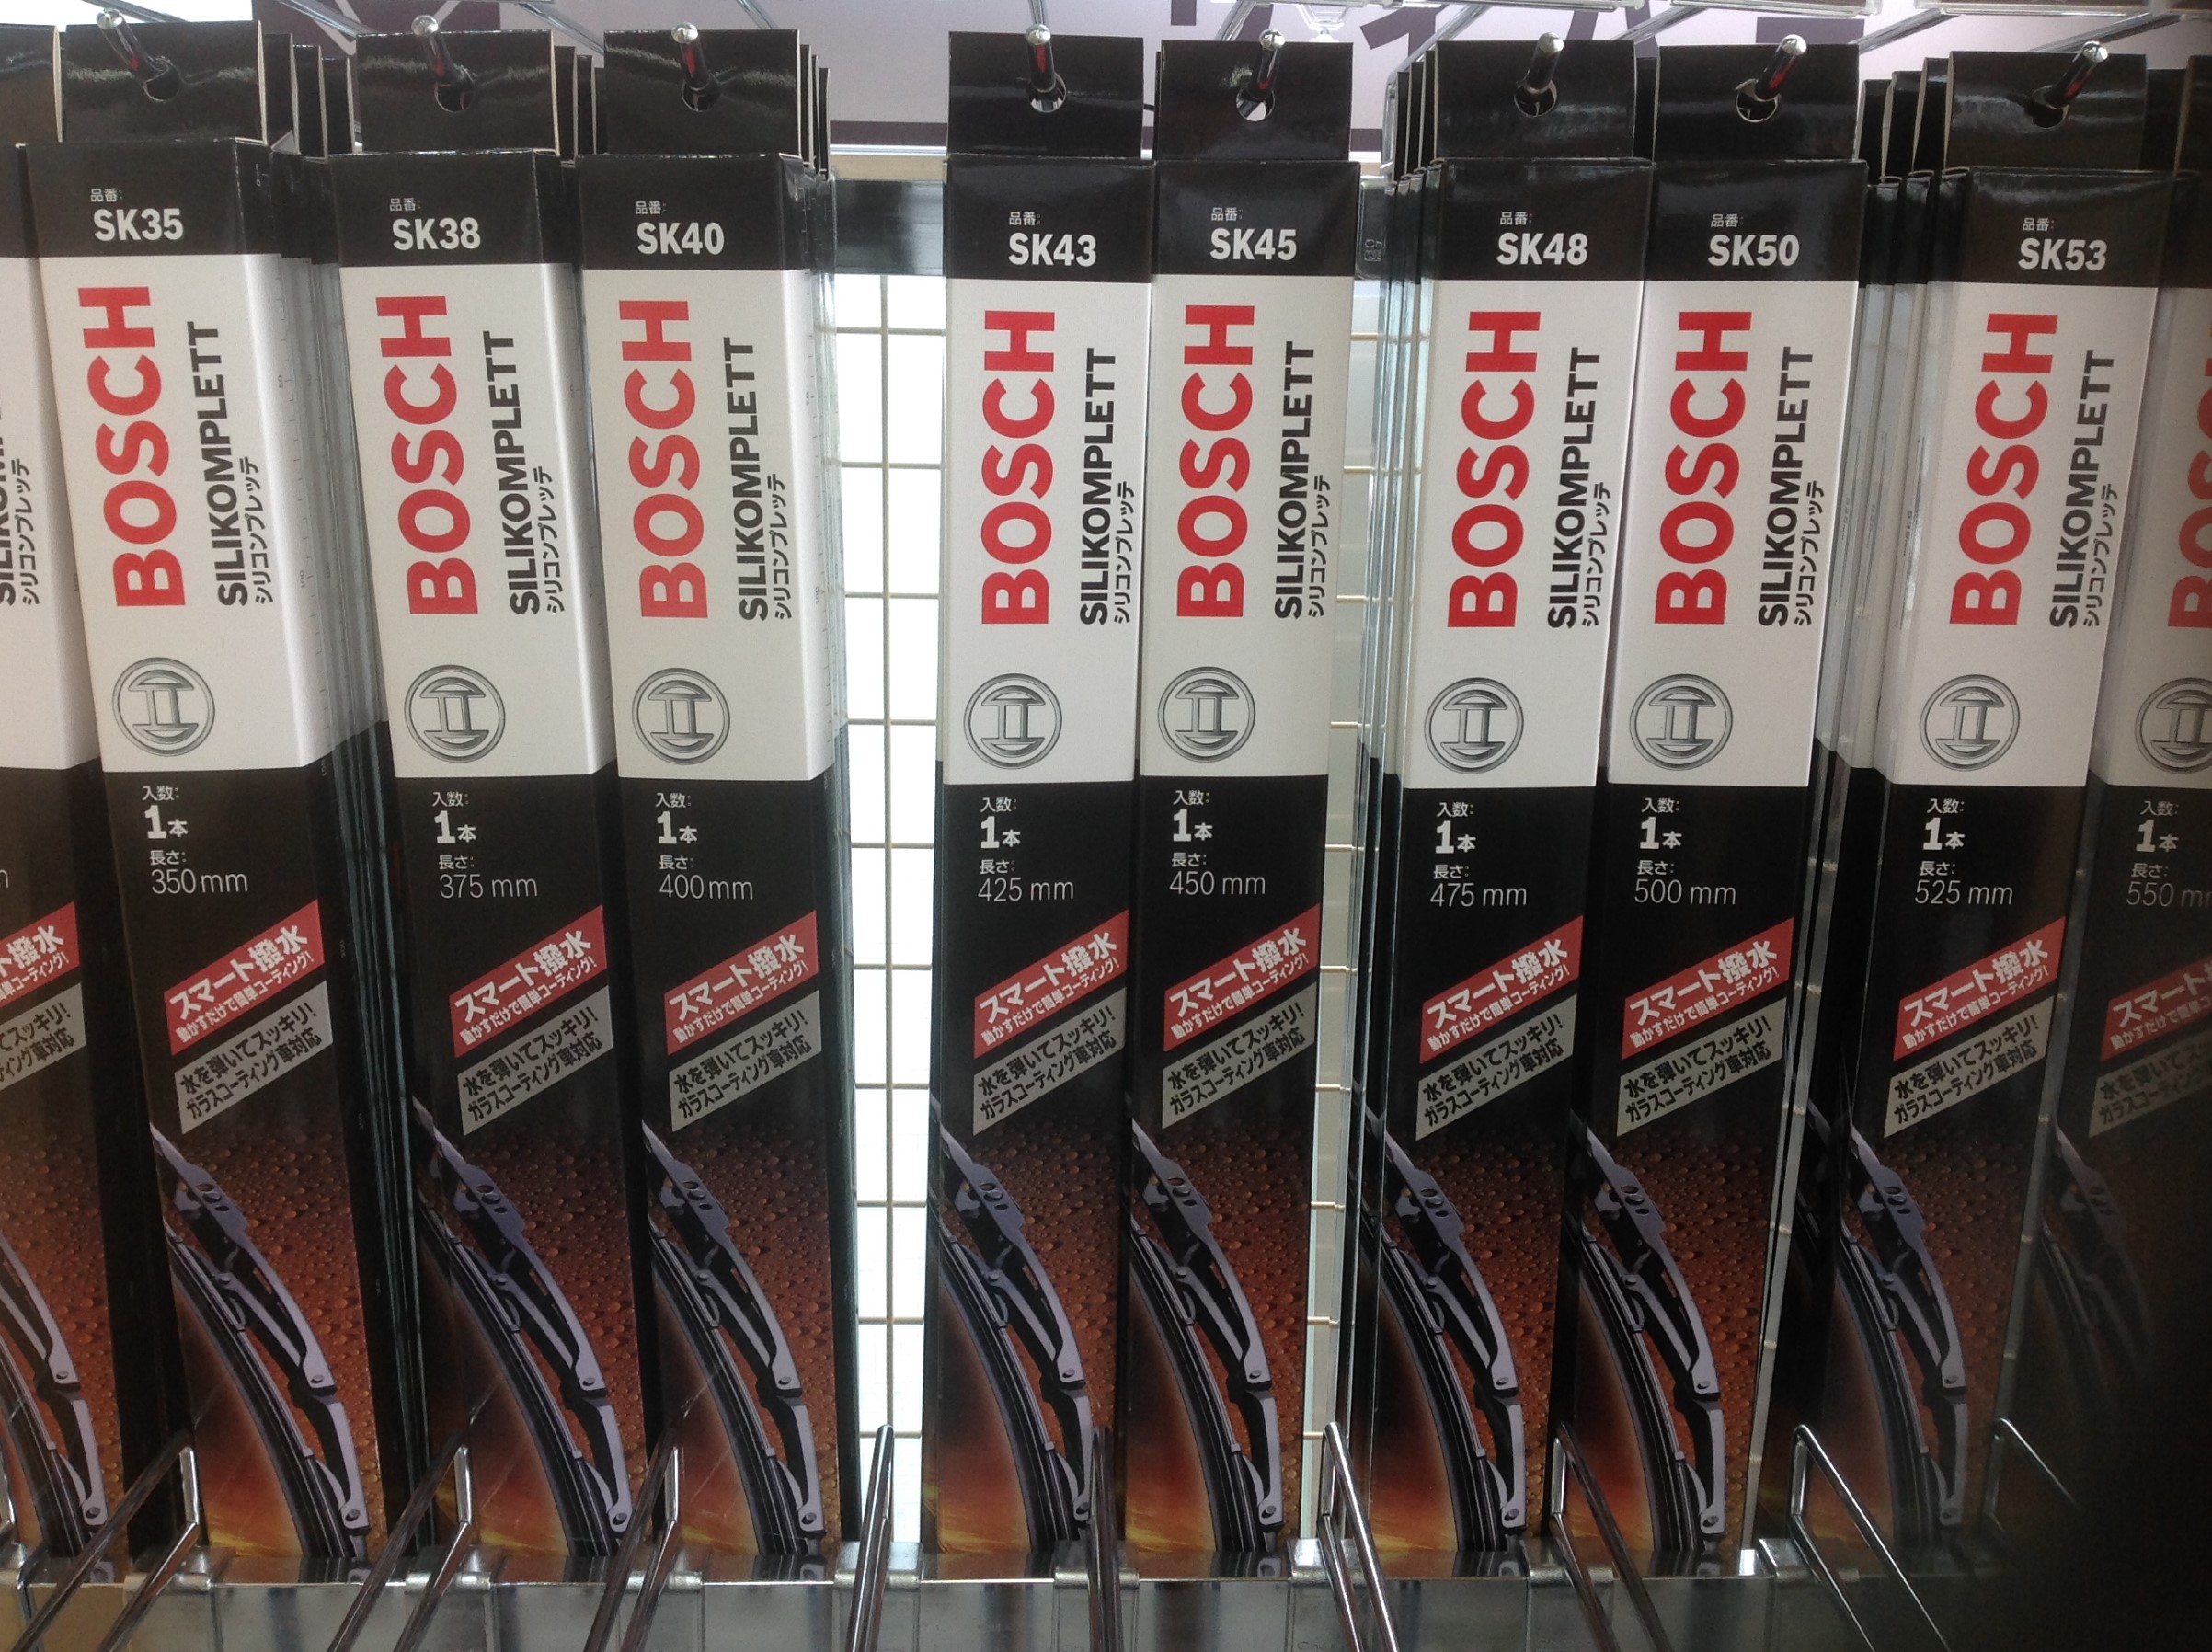 品番:
SK35
BOSCH
SILIKOMPLETT
シリコンプレッテ
入数:
1本
長さ:
350 mm
スマート撥水
動かすだけで簡単コーティング!
水を弾いてスッキリ!
ガラスコーティング車対応
品番:
SK38
BOSCH
SILIKOMPLETT
シリコンプレッテ
入数:
1本
長さ:
375 mm
スマート撥水
動かすだけで簡単コーティング!
水を弾いてスッキリ!
ガラスコーティング車対応
品番:
SK40
BOSCH
SILIKOMPLETT
シリコンプレッテ
入数:
1本
長さ:
400 mm
スマート撥水
動かすだけで簡単コーティング!
水を弾いてスッキリ!
ガラスコーティング車対応
品番:
SK43
BOSCH
SILIKOMPLETT
シリコンプレッテ
入数:
1本
長さ:
425 mm
スマート撥水
動かすだけで簡単コーティング!
水を弾いてスッキリ!
ガラスコーティング車対応
品番:
SK45
BOSCH
SILIKOMPLETT
シリコンプレッテ
入数:
1本
長さ:
450 mm
スマート撥水
動かすだけで簡単コーティング!
水を弾いてスッキリ!
ガラスコーティング車対応
品番:
SK48
BOSCH
SILIKOMPLETT
シリコンプレッテ
入数:
1本
長さ:
475 mm
スマート撥水
動かすだけで簡単コーティング!
水を弾いてスッキリ!
ガラスコーティング車対応
品番:
SK50
BOSCH
SILIKOMPLETT
シリコンプレッテ
入数:
1本
長さ:
500 mm
スマート撥水
動かすだけで簡単コーティング!
水を弾いてスッキリ!
ガラスコーティング車対応
品番:
SK53
BOSCH
SILIKOMPLETT
シリコンプレッテ
入数:
1本
長さ:
525 mm
スマート撥水
動かすだけで簡単コーティング!
水を弾いてスッキリ!
ガラスコーティング車対応
入数:
1本
長さ:
550 mm